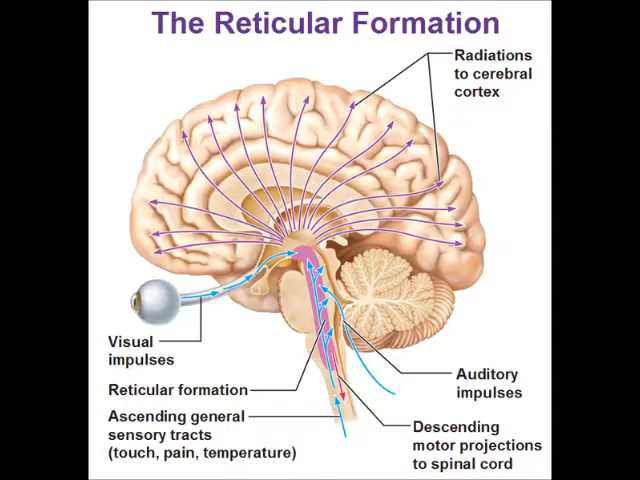 The Reticular Formation
Radiations
to cerebral
cortex
Visual
impulses
Reticular formation
Ascending general
sensory tracts
(touch, pain, temperature)
Auditory
impulses
Descending
motor projections
to spinal cord